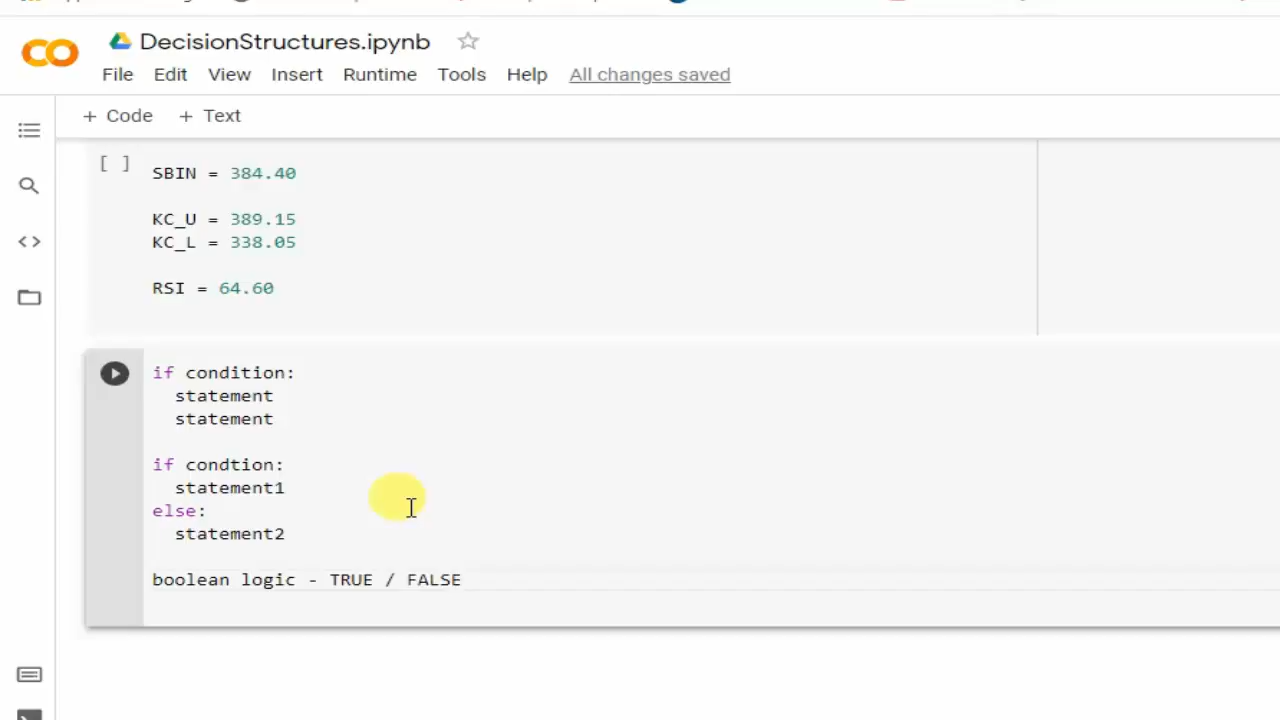 DecisionStructures.ipynb
File Edit View Insert Runtime Tools Help All changes saved
+ Code + Text
[ ]
SBIN = 384.40
KC_U = 389.15
KC_L = 338.05
RSI = 64.60
if condition:
statement
statement
if condtion:
statement1
else:
statement2
boolean logic - TRUE / FALSE